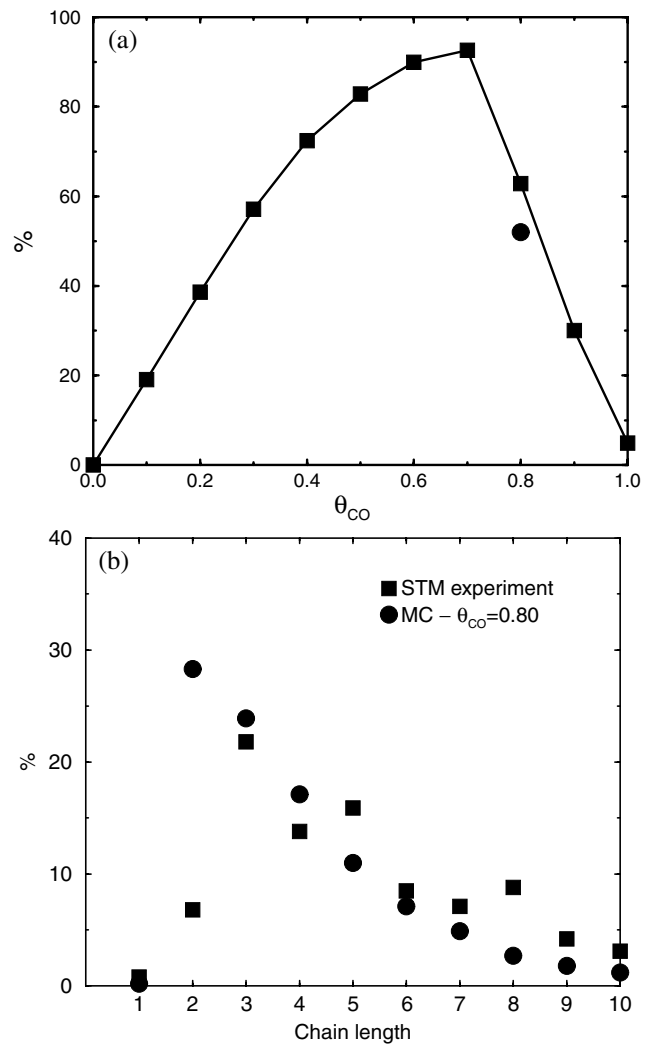 (a)
100
80
60
40
20
0
%
0.0 0.2 0.4 0.6 0.8 1.0
θCO
(b)
40
30
20
10
0
%
STM experiment
MC – θCO=0.80
1 2 3 4 5 6 7 8 9 10
Chain length